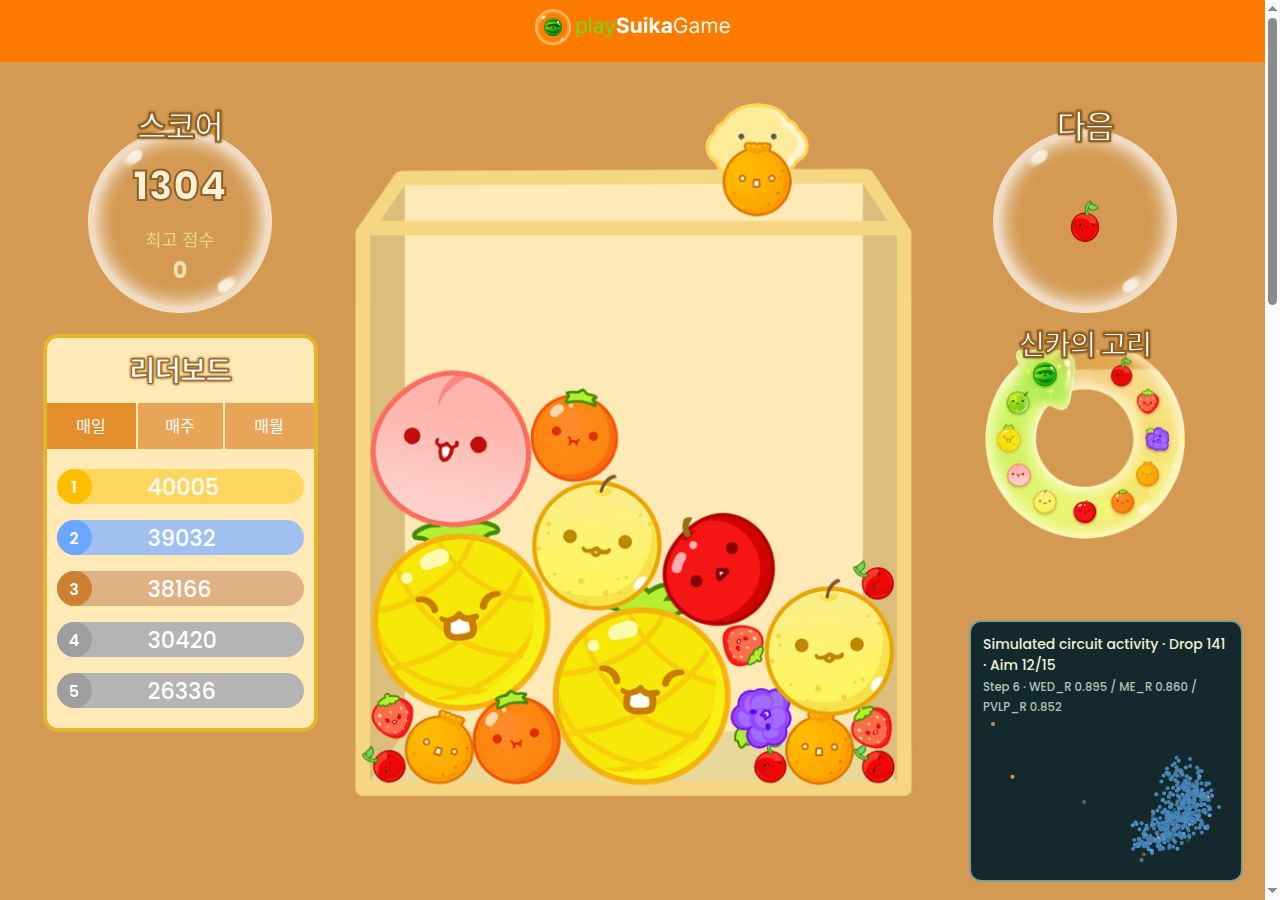 playSuikaGame
스코어
1304
최고 점수
0
다음
리더보드
매일 매주 매월
1 40005
2 39032
3 38166
4 30420
5 26336
신카의 고리
Simulated circuit activity · Drop 141
· Aim 12/15
Step 6 · WED_R 0.895 / ME_R 0.860 /
PVLP_R 0.852